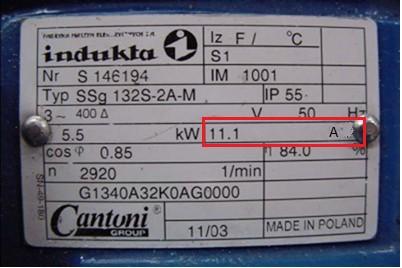 indukta
Iz F/ °C
S1
Nr S 146194 IM 1001
Typ SSg 132S-2A-M IP 55
3~ 400 Δ V 50 Hz
5.5 kW 11.1 A
cos φ 0.85 η 84.0 %
n 2920 1/min
G1340A32K0AG0000
Cantoni
GROUP
11/03
MADE IN POLAND